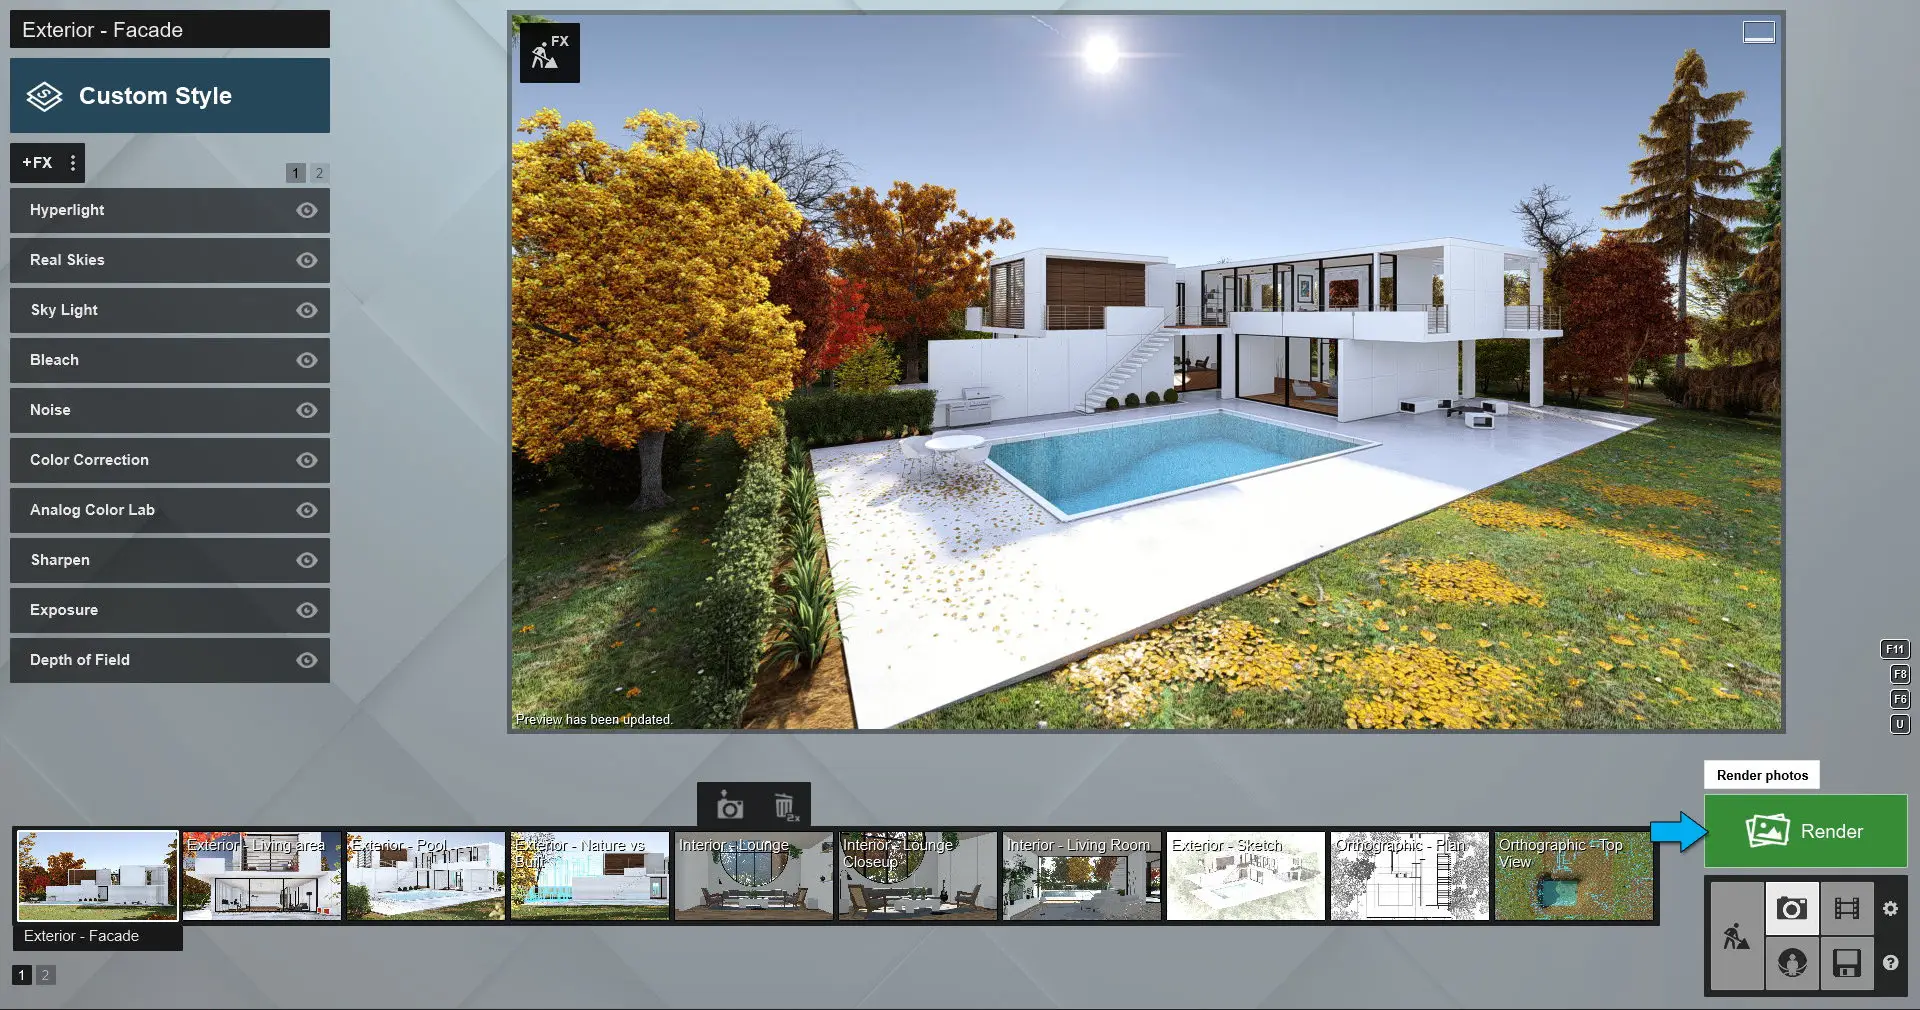 Exterior - Facade
Custom Style
+FX
1 2
Hyperlight
Real Skies
Sky Light
Bleach
Noise
Color Correction
Analog Color Lab
Sharpen
Exposure
Depth of Field
FX
Preview has been updated.
F11
F8
F6
U
2x
Render photos
Render
Exterior - Living area
Exterior - Pool
Exterior - Nature vs
Built
Interior - Lounge
Interior - Lounge
Closeup
Interior - Living Room
Exterior - Sketch
Orthographic - Plan
Orthographic - Top
View
Exterior - Facade
1 2
?